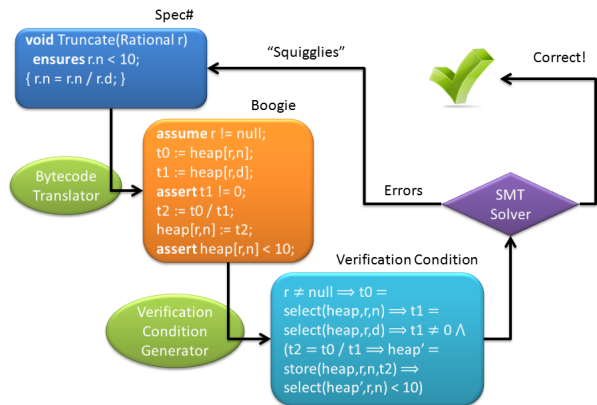 Spec#
void Truncate(Rational r)
ensures r.n < 10;
{ r.n = r.n / r.d; }
“Squigglies”
Correct!
Boogie
assume r != null;
t0 := heap[r,n];
t1 := heap[r,d];
assert t1 != 0;
t2 := t0 / t1;
heap[r,n] := t2;
assert heap[r,n] < 10;
Bytecode
Translator
Errors
SMT
Solver
Verification Condition
r ≠ null ⟹ t0 =
select(heap,r,n) ⟹ t1 =
select(heap,r,d) ⟹ t1 ≠ 0 ⋀
(t2 = t0 / t1 ⟹ heap’ =
store(heap,r,n,t2) ⟹
select(heap’,r,n) < 10)
Verification
Condition
Generator